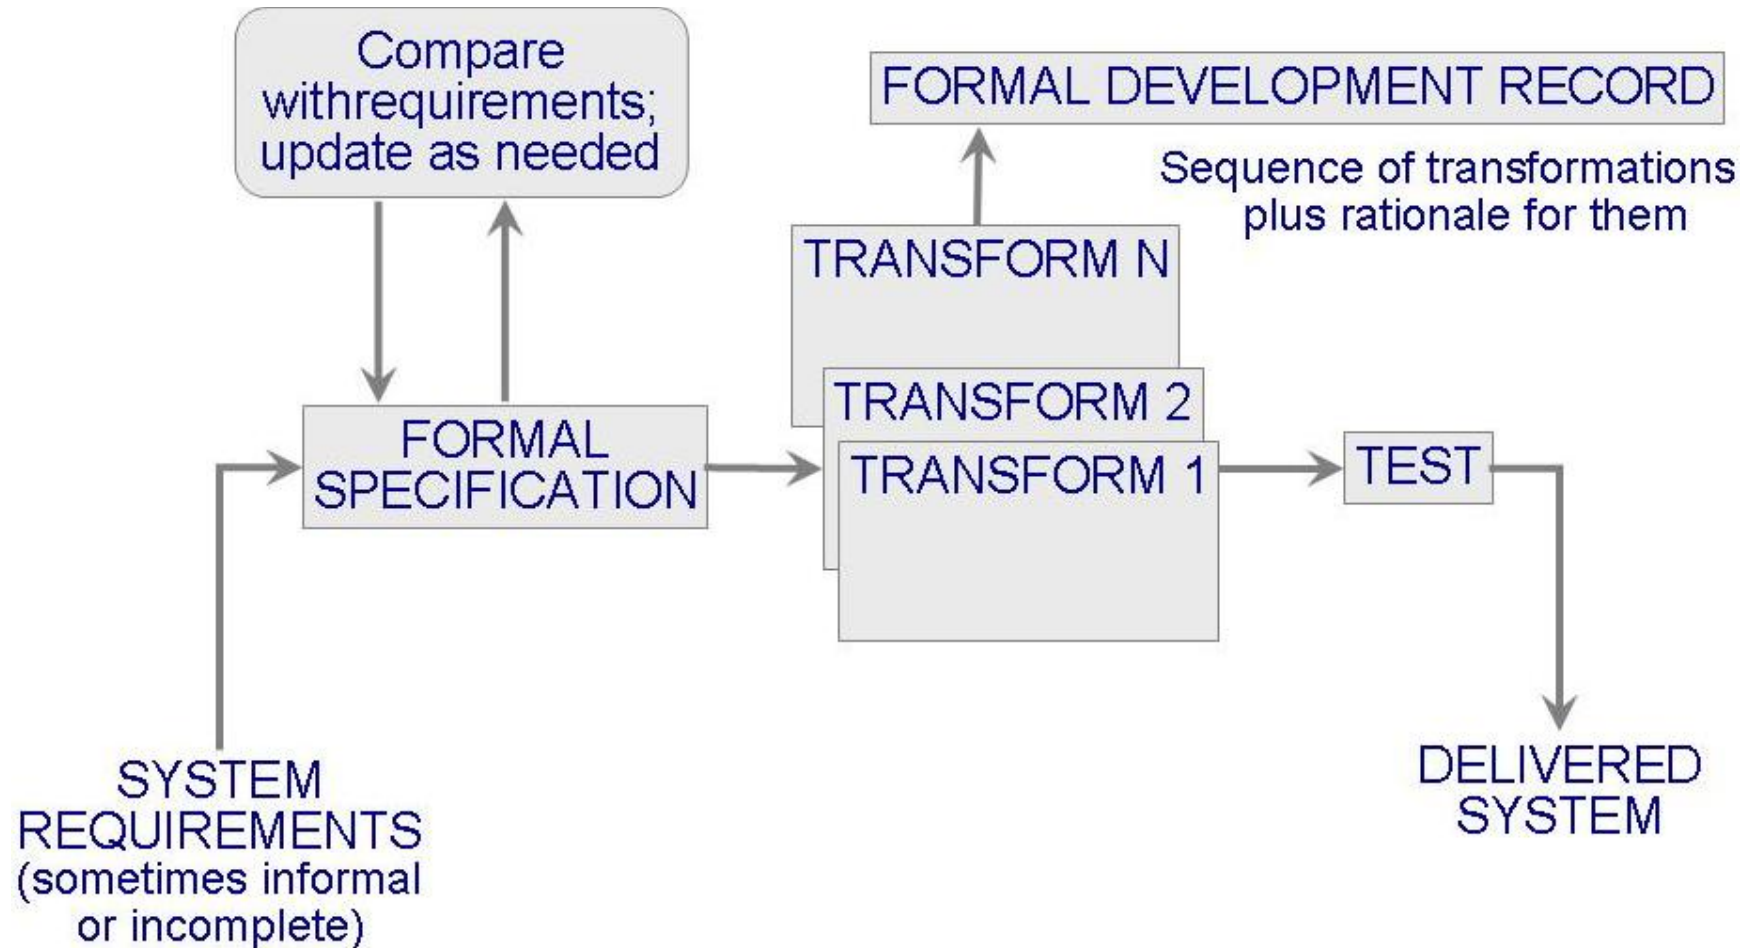 Compare
withrequirements;
update as needed
FORMAL DEVELOPMENT RECORD
Sequence of transformations
plus rationale for them
TRANSFORM N
TRANSFORM 2
TRANSFORM 1
FORMAL
SPECIFICATION
TEST
SYSTEM
REQUIREMENTS
(sometimes informal
or incomplete)
DELIVERED
SYSTEM